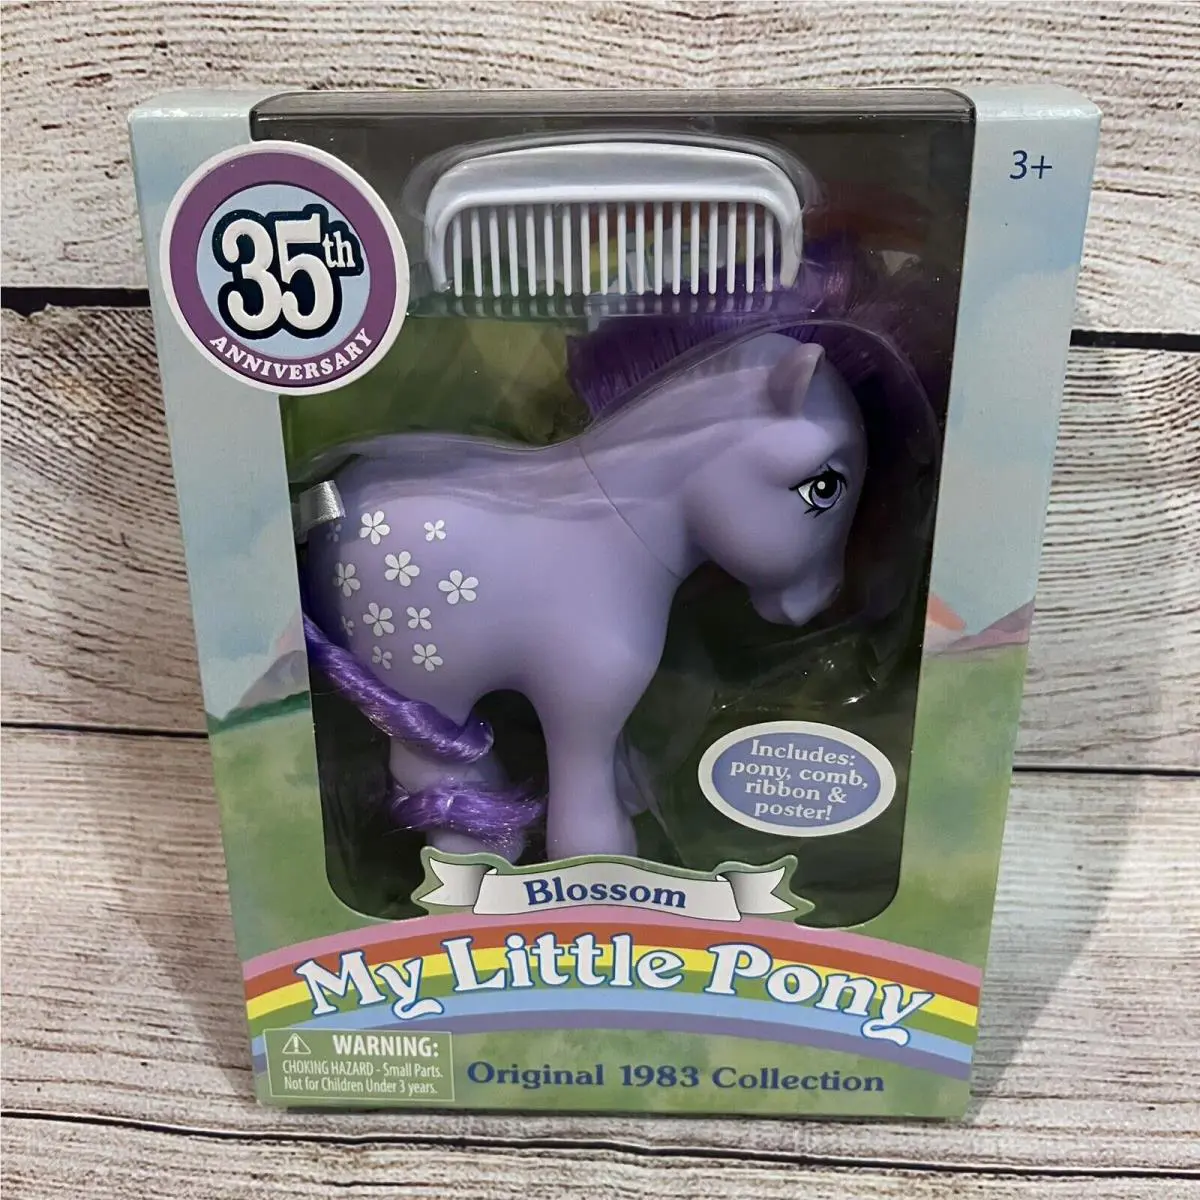 35th
ANNIVERSARY
3+
Includes:
pony, comb,
ribbon &
poster!
Blossom
My Little Pony
WARNING:
CHOKING HAZARD - Small Parts.
Not for Children Under 3 years.
Original 1983 Collection